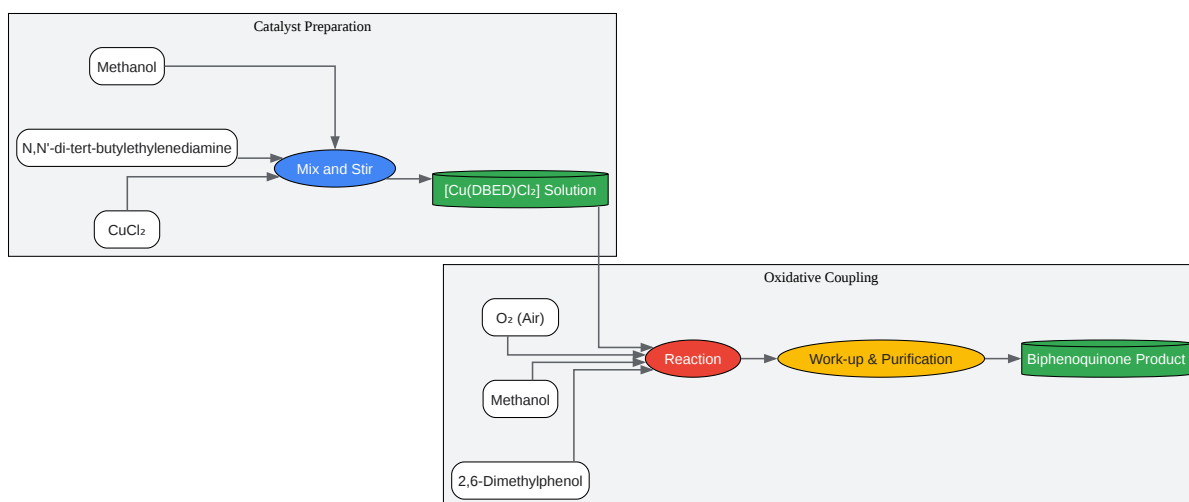 Catalyst Preparation
Methanol
N,N'-di-tert-butylethylenediamine
Mix and Stir
[Cu(DBED)Cl₂] Solution
CuCl₂
Oxidative Coupling
O₂ (Air)
Reaction
Work-up & Purification
Biphenoquinone Product
Methanol
2,6-Dimethylphenol